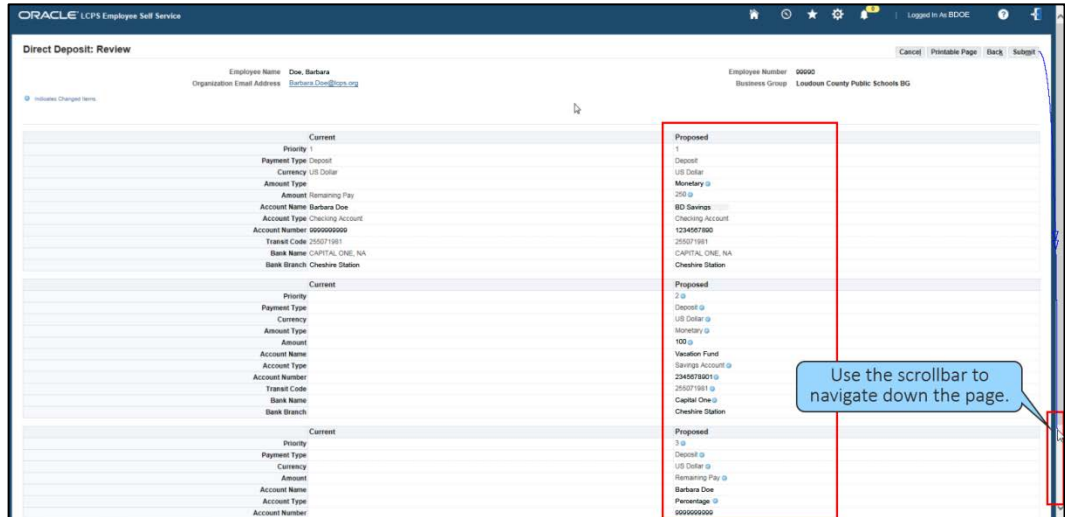 ORACLE® LCPS Employee Self Service
0 Logged In As BDOE ?
Direct Deposit: Review
Cancel Printable Page Back Submit
Employee Name Doe, Barbara Employee Number 99990
Organization Email Address Barbara.Doe@lcps.org Business Group Loudoun County Public Schools BG
Indicates Changed Items
Current Proposed
Priority 1 1
Payment Type Deposit Deposit
Currency US Dollar US Dollar
Amount Type Monetary
Amount Remaining Pay 250
Account Name Barbara Doe BD Savings
Account Type Checking Account Checking Account
Account Number 9999999999 1234567890
Transit Code 255071981 255071981
Bank Name CAPITAL ONE, NA CAPITAL ONE, NA
Bank Branch Cheshire Station Cheshire Station
Current Proposed
Priority 2
Payment Type Deposit
Currency US Dollar
Amount Type Monetary
Amount 100
Account Name Vacation Fund
Account Type Savings Account
Account Number 2345678901
Transit Code 255071981
Bank Name Capital One
Bank Branch Cheshire Station
Use the scrollbar to
navigate down the page.
Current Proposed
Priority 3
Payment Type Deposit
Currency US Dollar
Amount Remaining Pay
Account Name Barbara Doe
Account Type Percentage
Account Number 9999999999